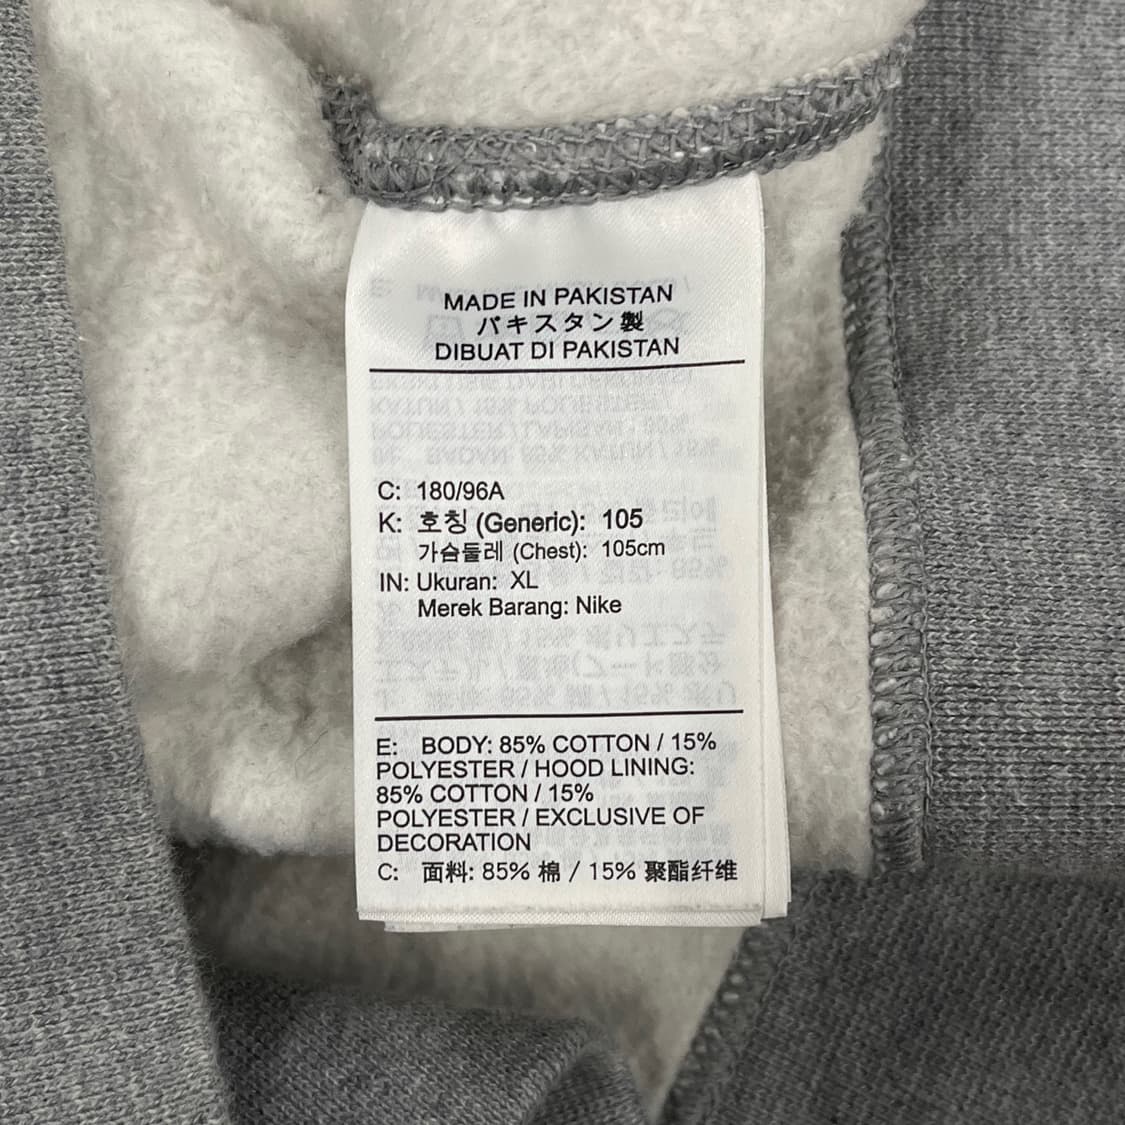 MADE IN PAKISTAN
パキスタン製
DIBUAT DI PAKISTAN
C: 180/96A
K: 호칭 (Generic): 105
가슴둘레 (Chest): 105cm
IN: Ukuran: XL
Merek Barang: Nike
E: BODY: 85% COTTON / 15%
POLYESTER / HOOD LINING:
85% COTTON / 15%
POLYESTER / EXCLUSIVE OF
DECORATION
C: 面料: 85% 棉 / 15% 聚酯纤维